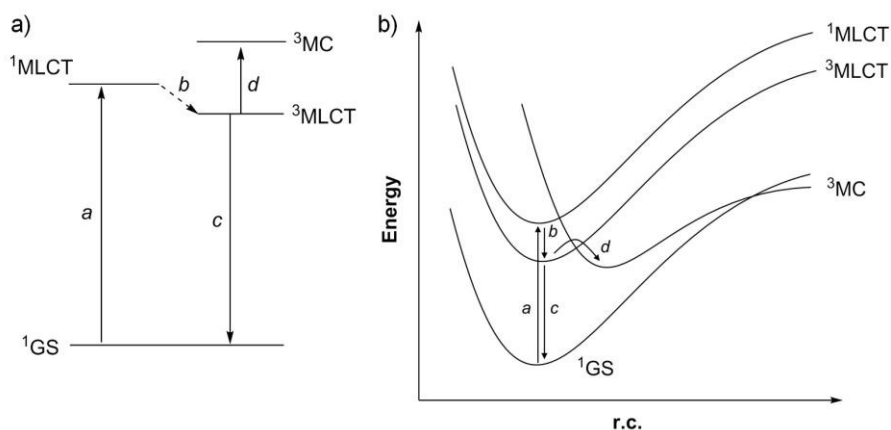 a)
³MC
¹MLCT
b
d
³MLCT
a
c
¹GS
b)
¹MLCT
³MLCT
³MC
Energy
b
d
a
c
¹GS
r.c.